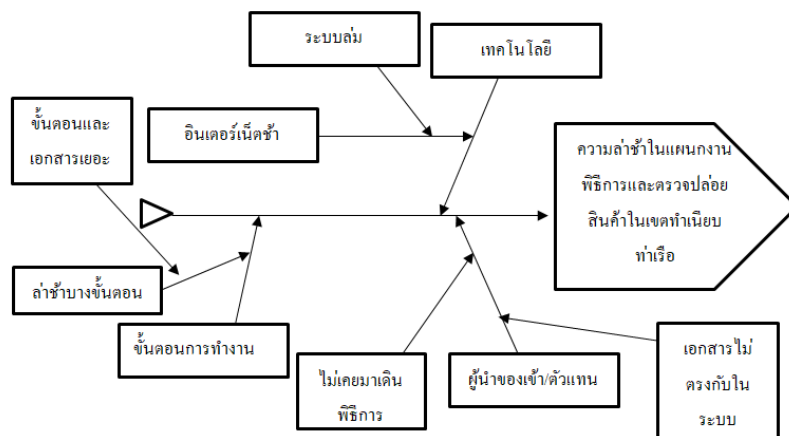 ระบบล่ม
เทคโนโลยี
ขั้นตอนและ
เอกสารเยอะ
อินเตอร์เน็ตช้า
ความล่าช้าในแผนกงาน
พิธีการและตรวจปล่อย
สินค้าในเขตทำเนียบ
ท่าเรือ
ล่าช้าบางขั้นตอน
ขั้นตอนการทำงาน
ไม่เคยมาเดิน
พิธีการ
ผู้นำของเข้า/ตัวแทน
เอกสารไม่
ตรงกับใน
ระบบ